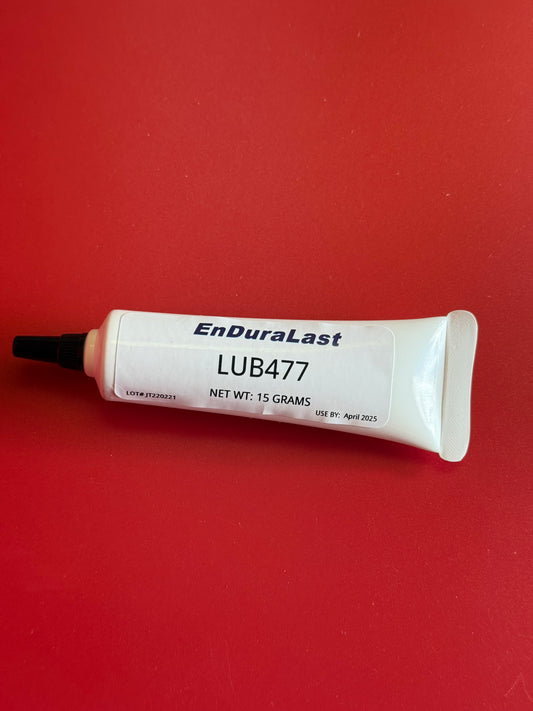 EnDuraLast
LUB477
NET WT: 15 GRAMS
LOT# JT220221
USE BY: April 2025